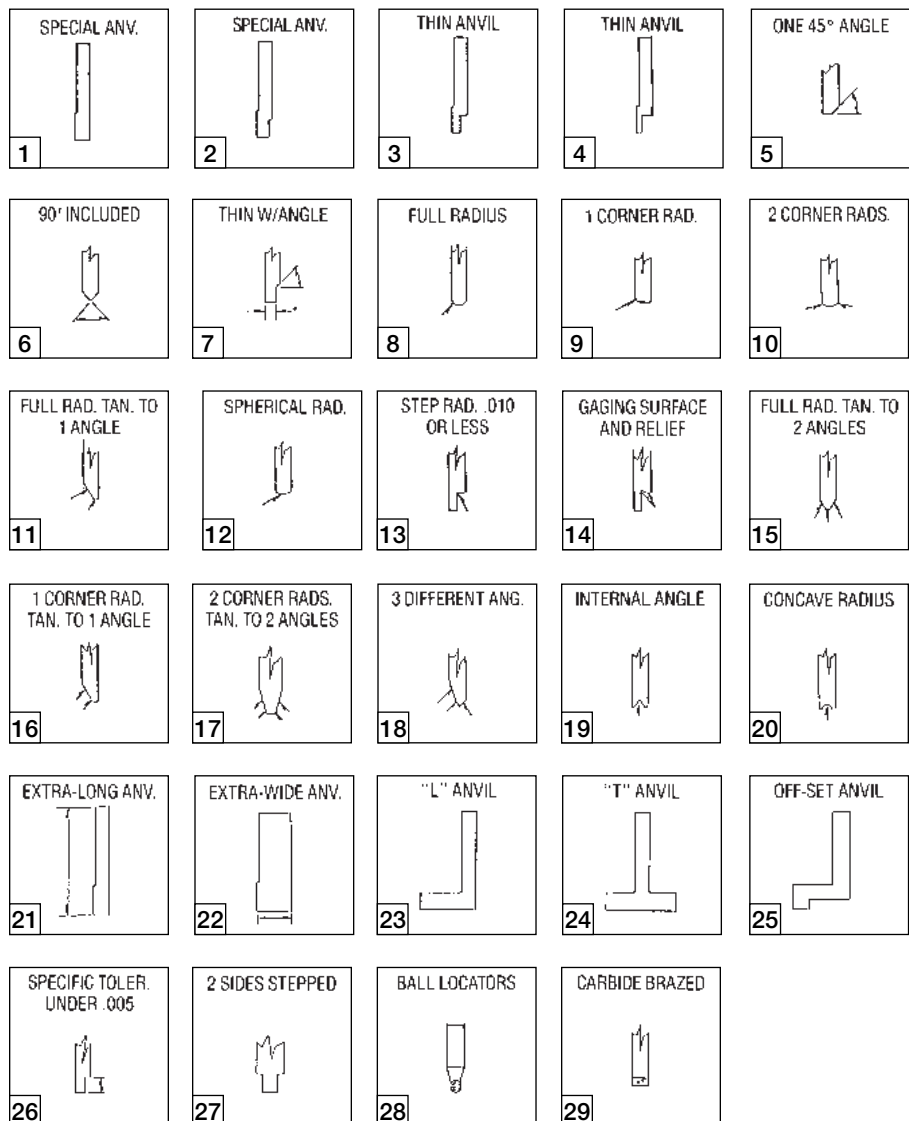 SPECIAL ANV.
1
SPECIAL ANV.
2
THIN ANVIL
3
THIN ANVIL
4
ONE 45° ANGLE
5
90° INCLUDED
6
THIN W/ANGLE
7
FULL RADIUS
8
1 CORNER RAD.
9
2 CORNER RADS.
10
FULL RAD. TAN. TO
1 ANGLE
11
SPHERICAL RAD.
12
STEP RAD. .010
OR LESS
13
GAGING SURFACE
AND RELIEF
14
FULL RAD. TAN. TO
2 ANGLES
15
1 CORNER RAD.
TAN. TO 1 ANGLE
16
2 CORNER RADS.
TAN. TO 2 ANGLES
17
3 DIFFERENT ANG.
18
INTERNAL ANGLE
19
CONCAVE RADIUS
20
EXTRA-LONG ANV.
21
EXTRA-WIDE ANV.
22
"L" ANVIL
23
"T" ANVIL
24
OFF-SET ANVIL
25
SPECIFIC TOLER.
UNDER .005
26
2 SIDES STEPPED
27
BALL LOCATORS
28
CARBIDE BRAZED
29